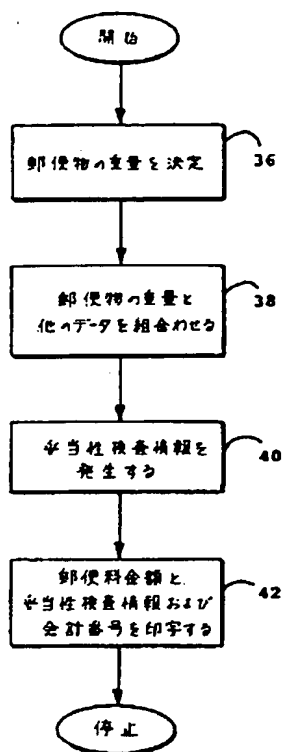 開始
郵便物の重量を決定
36
郵便物の重量と
他のデータを組合わせる
38
妥当性検査情報を
発生する
40
郵便料金額と、
妥当性検査情報および
会計番号を印字する
42
停止